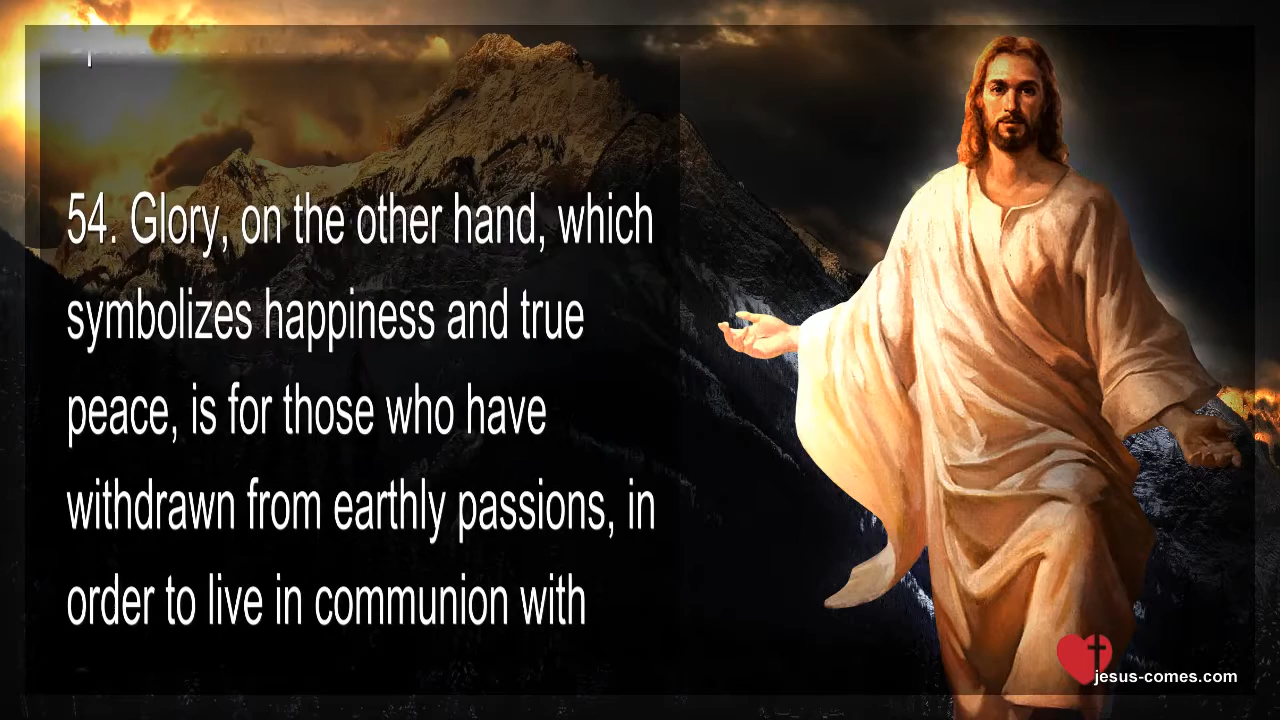 54. Glory, on the other hand, which
symbolizes happiness and true
peace, is for those who have
withdrawn from earthly passions, in
order to live in communion with
jesus-comes.com